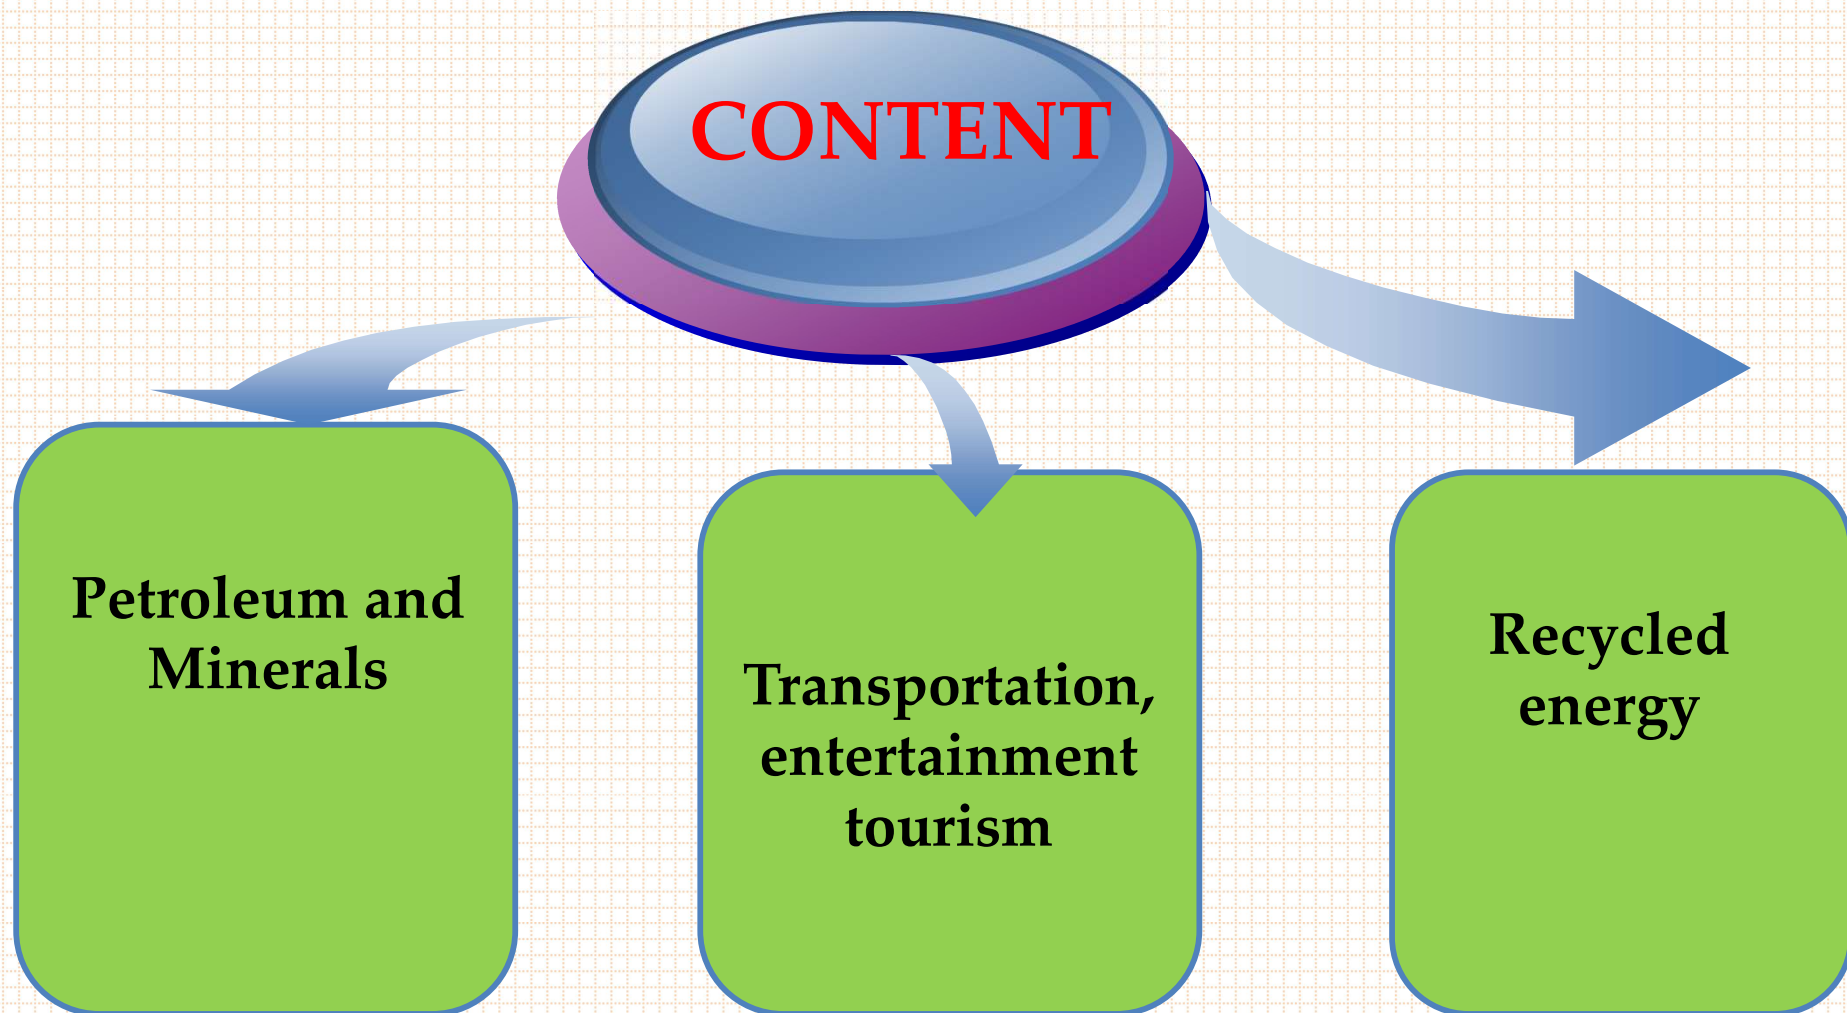 CONTENT
Petroleum and
Minerals
Transportation,
entertainment
tourism
Recycled
energy